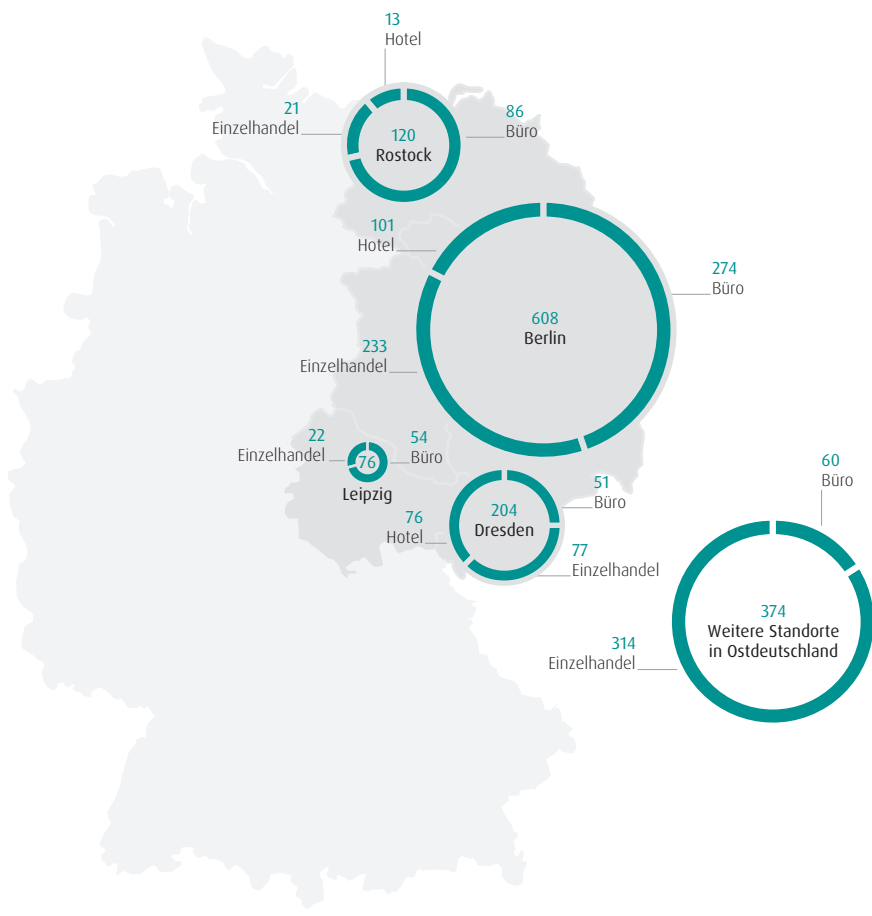 13
Hotel
21
Einzelhandel
86
Büro
120
Rostock
101
Hotel
274
Büro
608
Berlin
233
Einzelhandel
22
Einzelhandel
54
Büro
76
Leipzig
51
Büro
204
Dresden
76
Hotel
77
Einzelhandel
60
Büro
374
Weitere Standorte
in Ostdeutschland
314
Einzelhandel